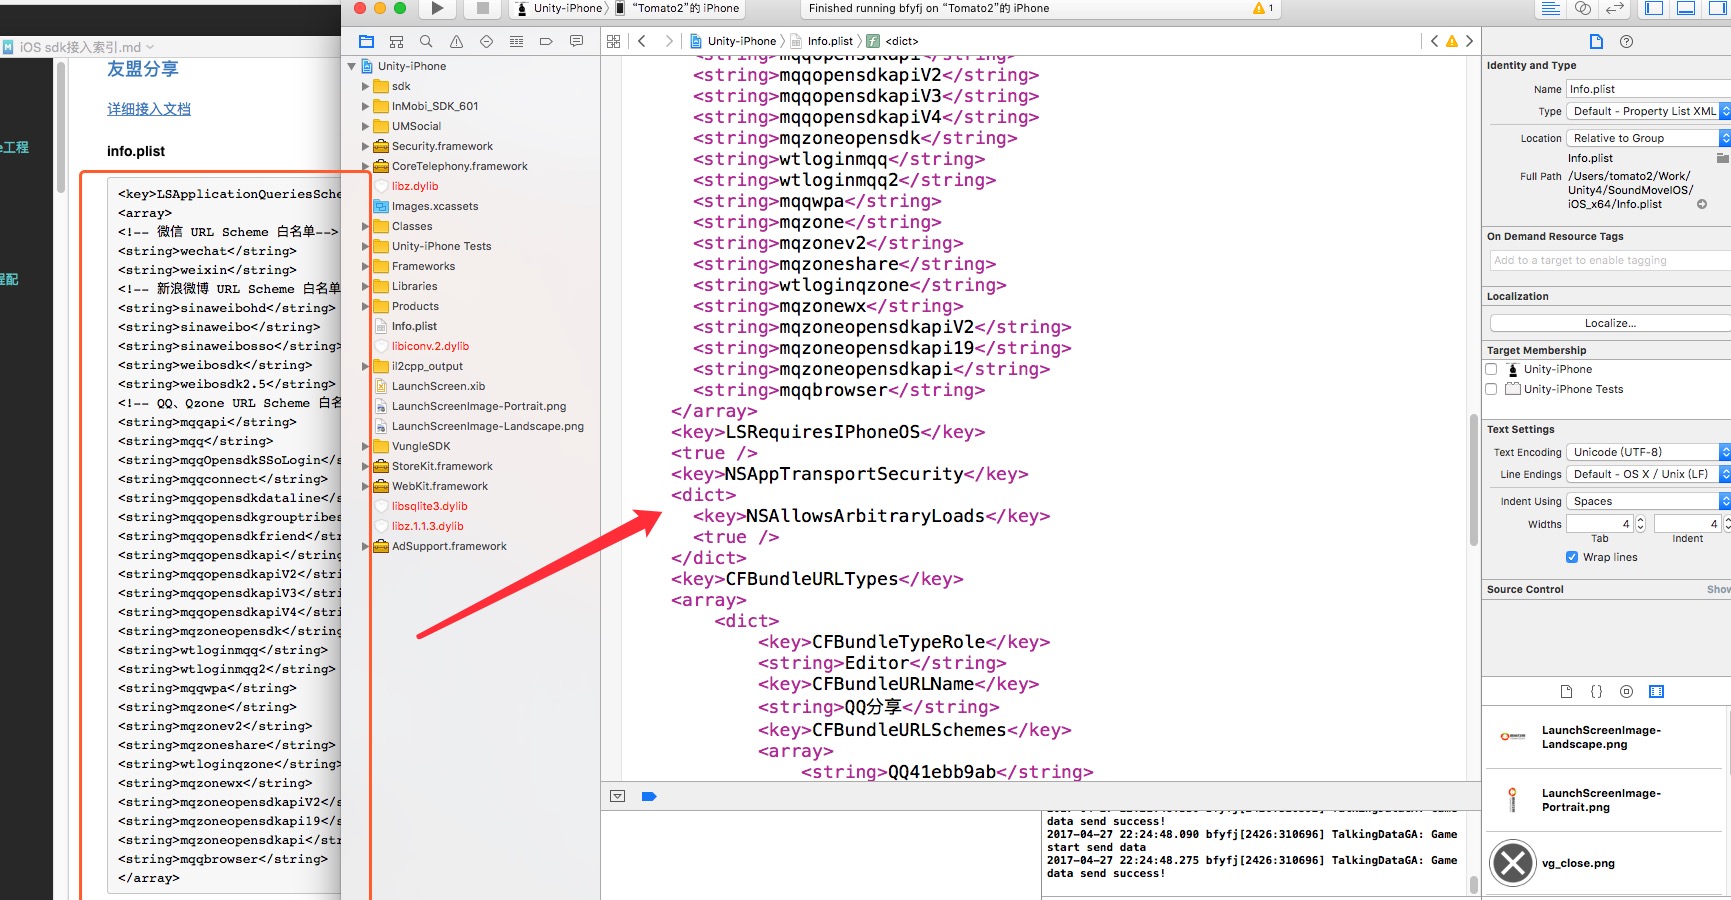 Unity-iPhone 〉 "Tomato2"的 iPhone
Finished running bfyfj on "Tomato2"的 iPhone
1
iOS sdk接入索引.md
友盟分享
详细接入文档
e工程
程配
info.plist
<key>LSApplicationQueriesSche
<array>
<!-- 微信 URL Scheme 白名单-->
<string>wechat</string>
<string>weixin</string>
<!-- 新浪微博 URL Scheme 白名单
<string>sinaweibohd</string>
<string>sinaweibo</string>
<string>sinaweibosso</string>
<string>weibosdk</string>
<string>weibosdk2.5</string>
<!-- QQ、Qzone URL Scheme 白名
<string>mqqapi</string>
<string>mqq</string>
<string>mqqOpensdkSSoLogin</s
<string>mqqconnect</string>
<string>mqqopensdkdataline</s
<string>mqqopensdkgrouptribes
<string>mqqopensdkfriend</str
<string>mqqopensdkapi</string
<string>mqqopensdkapiV2</stri
<string>mqqopensdkapiV3</stri
<string>mqqopensdkapiV4</stri
<string>mqzoneopensdk</string
<string>wtloginmqq</string>
<string>wtloginmqq2</string>
<string>mqqwpa</string>
<string>mqzone</string>
<string>mqzonev2</string>
<string>mqzoneshare</string>
<string>wtloginqzone</string>
<string>mqzonewx</string>
<string>mqzoneopensdkapiV2</s
<string>mqzoneopensdkapi19</s
<string>mqzoneopensdkapi</str
<string>mqqbrowser</string>
</array>
Unity-iPhone
sdk
InMobi_SDK_601
UMSocial
Security.framework
CoreTelephony.framework
libz.dylib
Images.xcassets
Classes
Unity-iPhone Tests
Frameworks
Libraries
Products
Info.plist
libiconv.2.dylib
il2cpp_output
LaunchScreen.xib
LaunchScreenImage-Portrait.png
LaunchScreenImage-Landscape.png
VungleSDK
StoreKit.framework
WebKit.framework
libsqlite3.dylib
libz.1.1.3.dylib
AdSupport.framework
Unity-iPhone 〉 Info.plist 〉 <dict>
<string>mqqopensdkapi</string>
<string>mqqopensdkapiV2</string>
<string>mqqopensdkapiV3</string>
<string>mqqopensdkapiV4</string>
<string>mqzoneopensdk</string>
<string>wtloginmqq</string>
<string>wtloginmqq2</string>
<string>mqqwpa</string>
<string>mqzone</string>
<string>mqzonev2</string>
<string>mqzoneshare</string>
<string>wtloginqzone</string>
<string>mqzonewx</string>
<string>mqzoneopensdkapiV2</string>
<string>mqzoneopensdkapi19</string>
<string>mqzoneopensdkapi</string>
<string>mqqbrowser</string>
</array>
<key>LSRequiresIPhoneOS</key>
<true />
<key>NSAppTransportSecurity</key>
<dict>
<key>NSAllowsArbitraryLoads</key>
<true />
</dict>
<key>CFBundleURLTypes</key>
<array>
<dict>
<key>CFBundleTypeRole</key>
<string>Editor</string>
<key>CFBundleURLName</key>
<string>QQ分享</string>
<key>CFBundleURLSchemes</key>
<array>
<string>QQ41ebb9ab</string>
data send success!
2017-04-27 22:24:48.090 bfyfj[2426:310696] TalkingDataGA: Game
start send data
2017-04-27 22:24:48.275 bfyfj[2426:310696] TalkingDataGA: Game
data send success!
Identity and Type
Name Info.plist
Type Default - Property List XML
Location Relative to Group
Info.plist
Full Path /Users/tomato2/Work/
Unity4/SoundMoveIOS/
iOS_x64/Info.plist
On Demand Resource Tags
Add to a target to enable tagging
Localization
Localize...
Target Membership
Unity-iPhone
Unity-iPhone Tests
Text Settings
Text Encoding Unicode (UTF-8)
Line Endings Default - OS X / Unix (LF)
Indent Using Spaces
Widths 4 4
Tab Indent
Wrap lines
Source Control Show
{}
LaunchScreenImage-
Landscape.png
LaunchScreenImage-
Portrait.png
vg_close.png